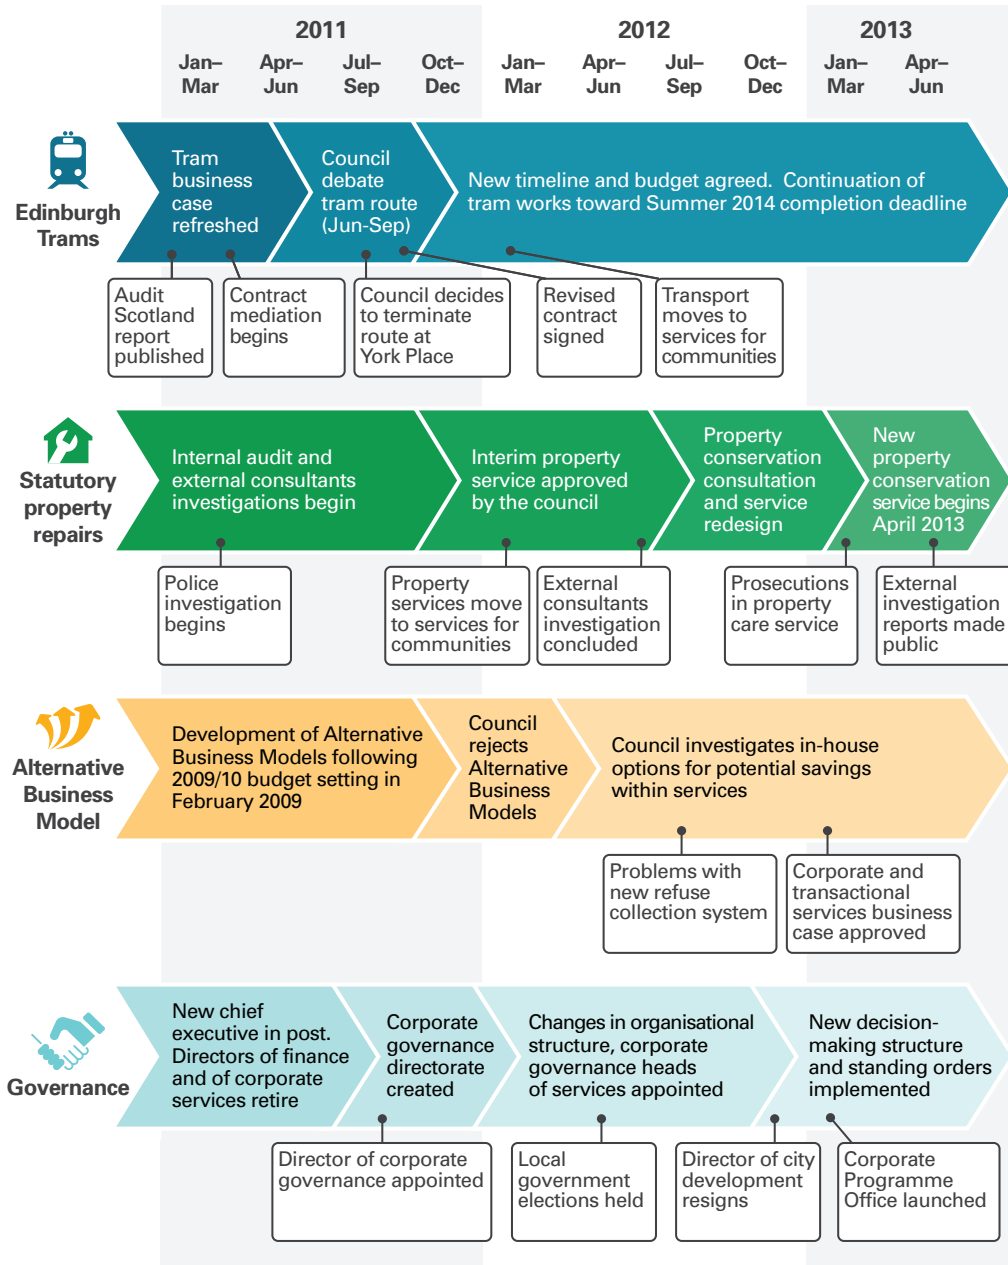 2011
2012
2013
Jan–
Mar
Apr–
Jun
Jul–
Sep
Oct–
Dec
Jan–
Mar
Apr–
Jun
Jul–
Sep
Oct–
Dec
Jan–
Mar
Apr–
Jun
Edinburgh
Trams
Tram
business
case
refreshed
Council
debate
tram route
(Jun-Sep)
New timeline and budget agreed.  Continuation of
tram works toward Summer 2014 completion deadline
Audit
Scotland
report
published
Contract
mediation
begins
Council decides
to terminate
route at
York Place
Revised
contract
signed
Transport
moves to
services for
communities
Statutory
property
repairs
Internal audit and
external consultants
investigations begin
Interim property
service approved
by the council
Property
conservation
consultation
and service
redesign
New
property
conservation
service begins
April 2013
Police
investigation
begins
Property
services move
to services for
communities
External
consultants
investigation
concluded
Prosecutions
in property
care service
External
investigation
reports made
public
Alternative
Business
Model
Development of Alternative
Business Models following
2009/10 budget setting in
February 2009
Council
rejects
Alternative
Business
Models
Council investigates in-house
options for potential savings
within services
Problems with
new refuse
collection system
Corporate and
transactional
services business
case approved
Governance
New chief
executive in post.
Directors of finance
and of corporate
services retire
Corporate
governance
directorate
created
Changes in organisational
structure, corporate
governance heads
of services appointed
New decision-
making structure
and standing orders
implemented
Director of corporate
governance appointed
Local
government
elections held
Director of city
development
resigns
Corporate
Programme
Office launched